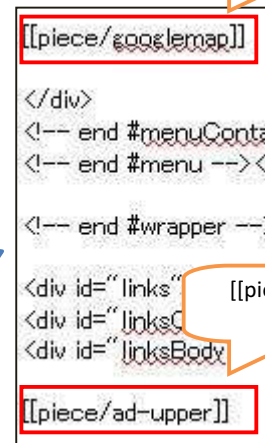 [[piece/googlemap]]
</div>
<!-- end #menuConta
<!-- end #menu --><
<!-- end #wrapper --
<div id="links"
[[pie
<div id="links
<div id="linksBody
[[piece/ad-upper]]